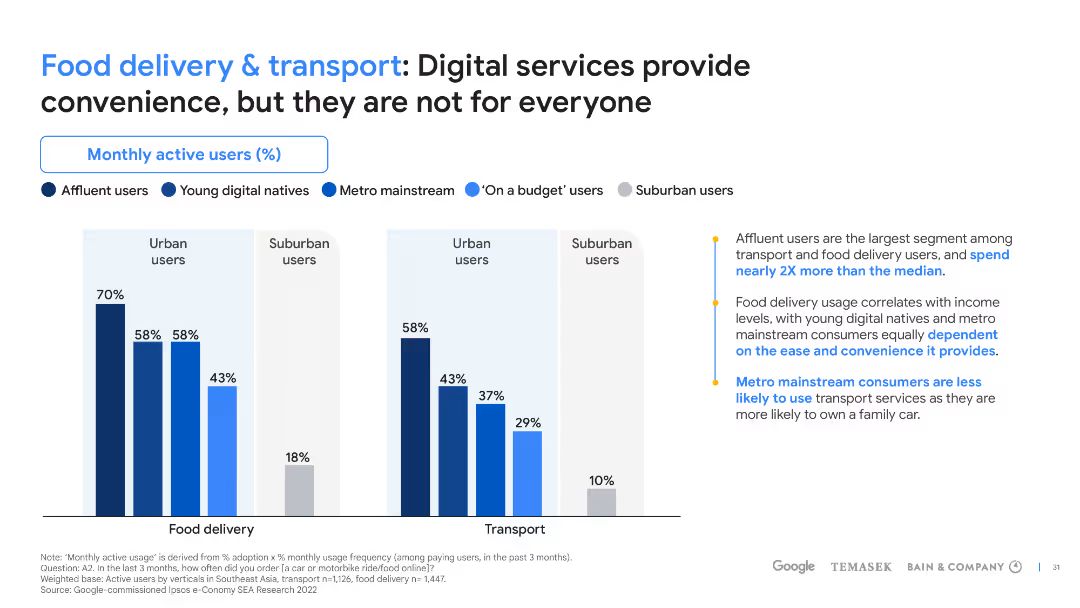 Food delivery & transport: Digital services provide
convenience, but they are not for everyone
Monthly active users (%)
Affluent users
Young digital natives
Metro mainstream
'On a budget' users
Suburban users
Urban
users
Suburban
users
70%
58%
58%
43%
18%
Food delivery
Urban
users
Suburban
users
58%
43%
37%
29%
10%
Transport
Affluent users are the largest segment among
transport and food delivery users, and spend
nearly 2X more than the median.
Food delivery usage correlates with income
levels, with young digital natives and metro
mainstream consumers equally dependent
on the ease and convenience it provides.
Metro mainstream consumers are less
likely to use transport services as they are
more likely to own a family car.
Note: 'Monthly active usage' is derived from % adoption x % monthly usage frequency (among paying users, in the past 3 months).
Question: A2. In the last 3 months, how often did you order [a car or motorbike ride/food online]?
Weighted base: Active users by verticals in Southeast Asia, transport n=1,126, food delivery n= 1,447.
Source: Google-commissioned Ipsos e-Conomy SEA Research 2022
Google
TEMASEK
BAIN & COMPANY
31